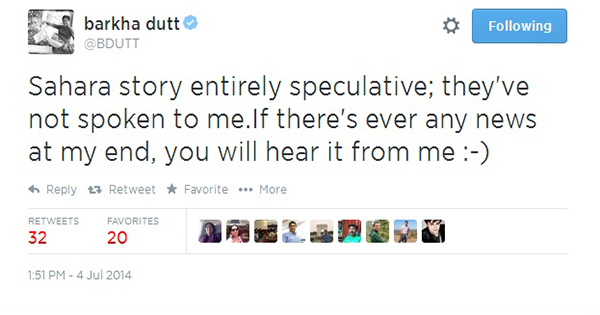 barkha dutt
@BDUTT
Following
Sahara story entirely speculative; they've
not spoken to me.If there's ever any news
at my end, you will hear it from me :-)
Reply Retweet Favorite More
RETWEETS FAVORITES
32 20
1:51 PM - 4 Jul 2014